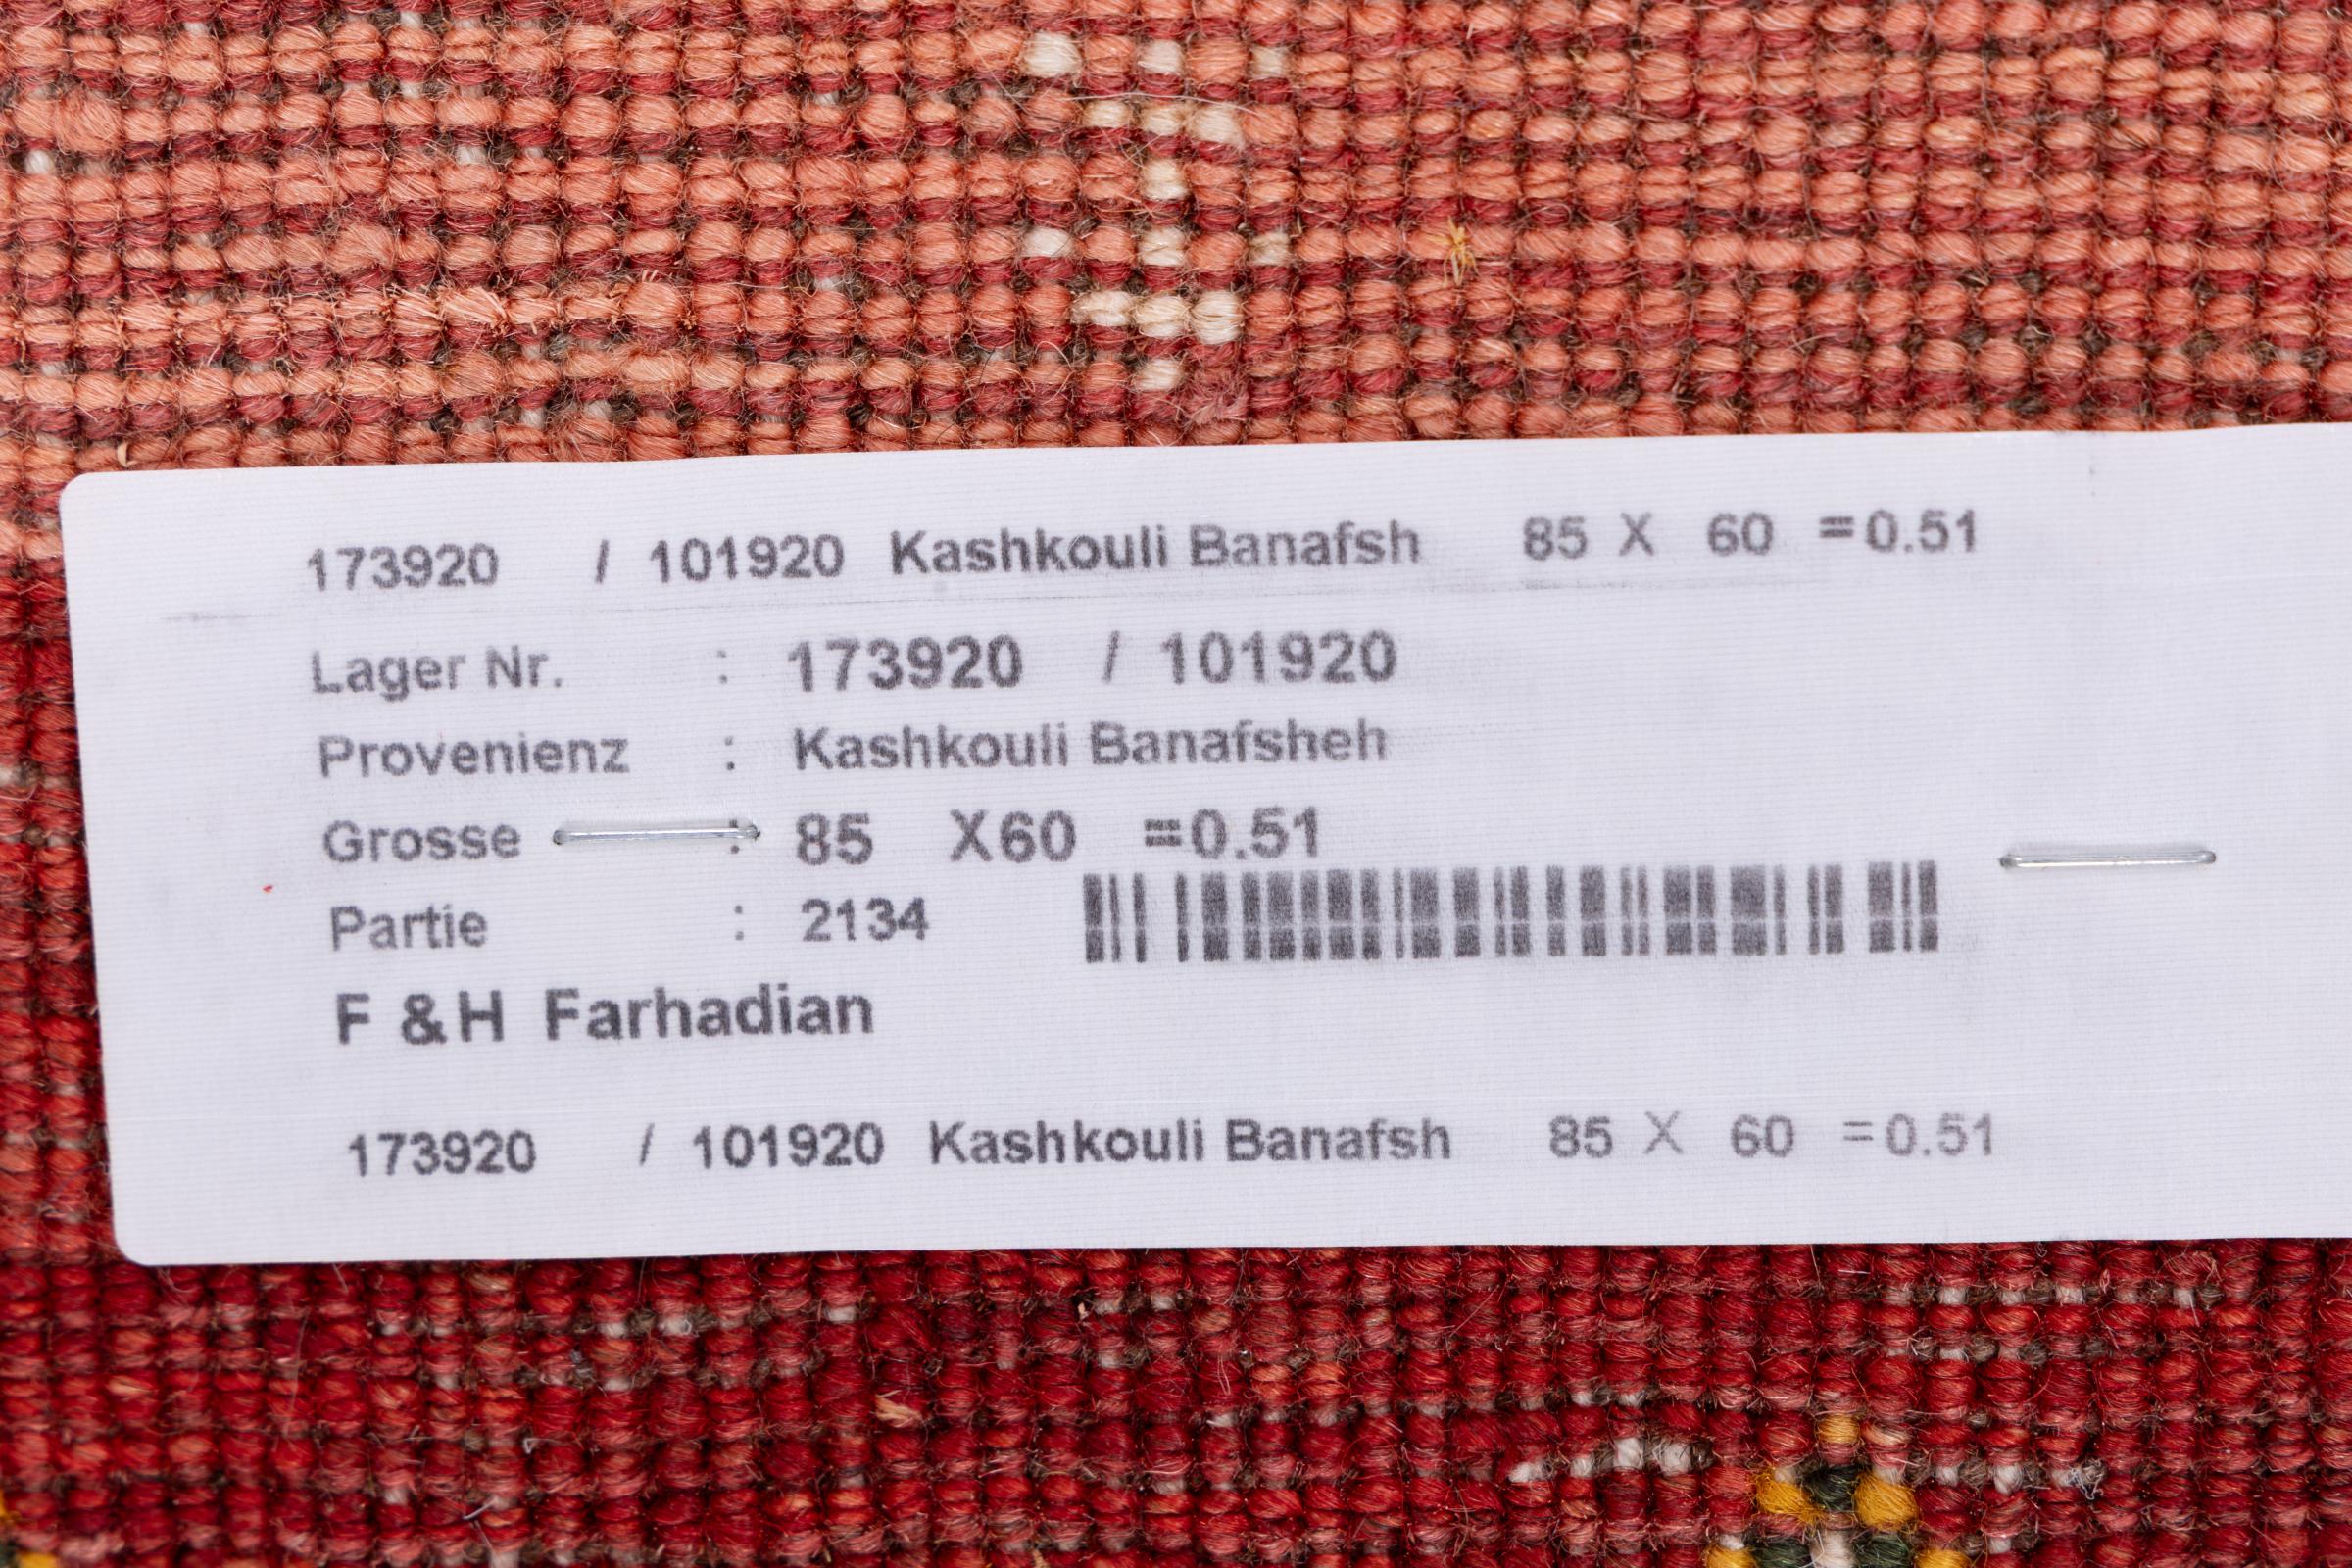 173920 / 101920 Kashkouli Banafsh 85 X 60 =0.51
Lager Nr. : 173920 / 101920
Provenienz : Kashkouli Banafsheh
Grosse : 85 X60 =0.51
Partie : 2134
F &H Farhadian
173920 / 101920 Kashkouli Banafsh 85 X 60 =0.51